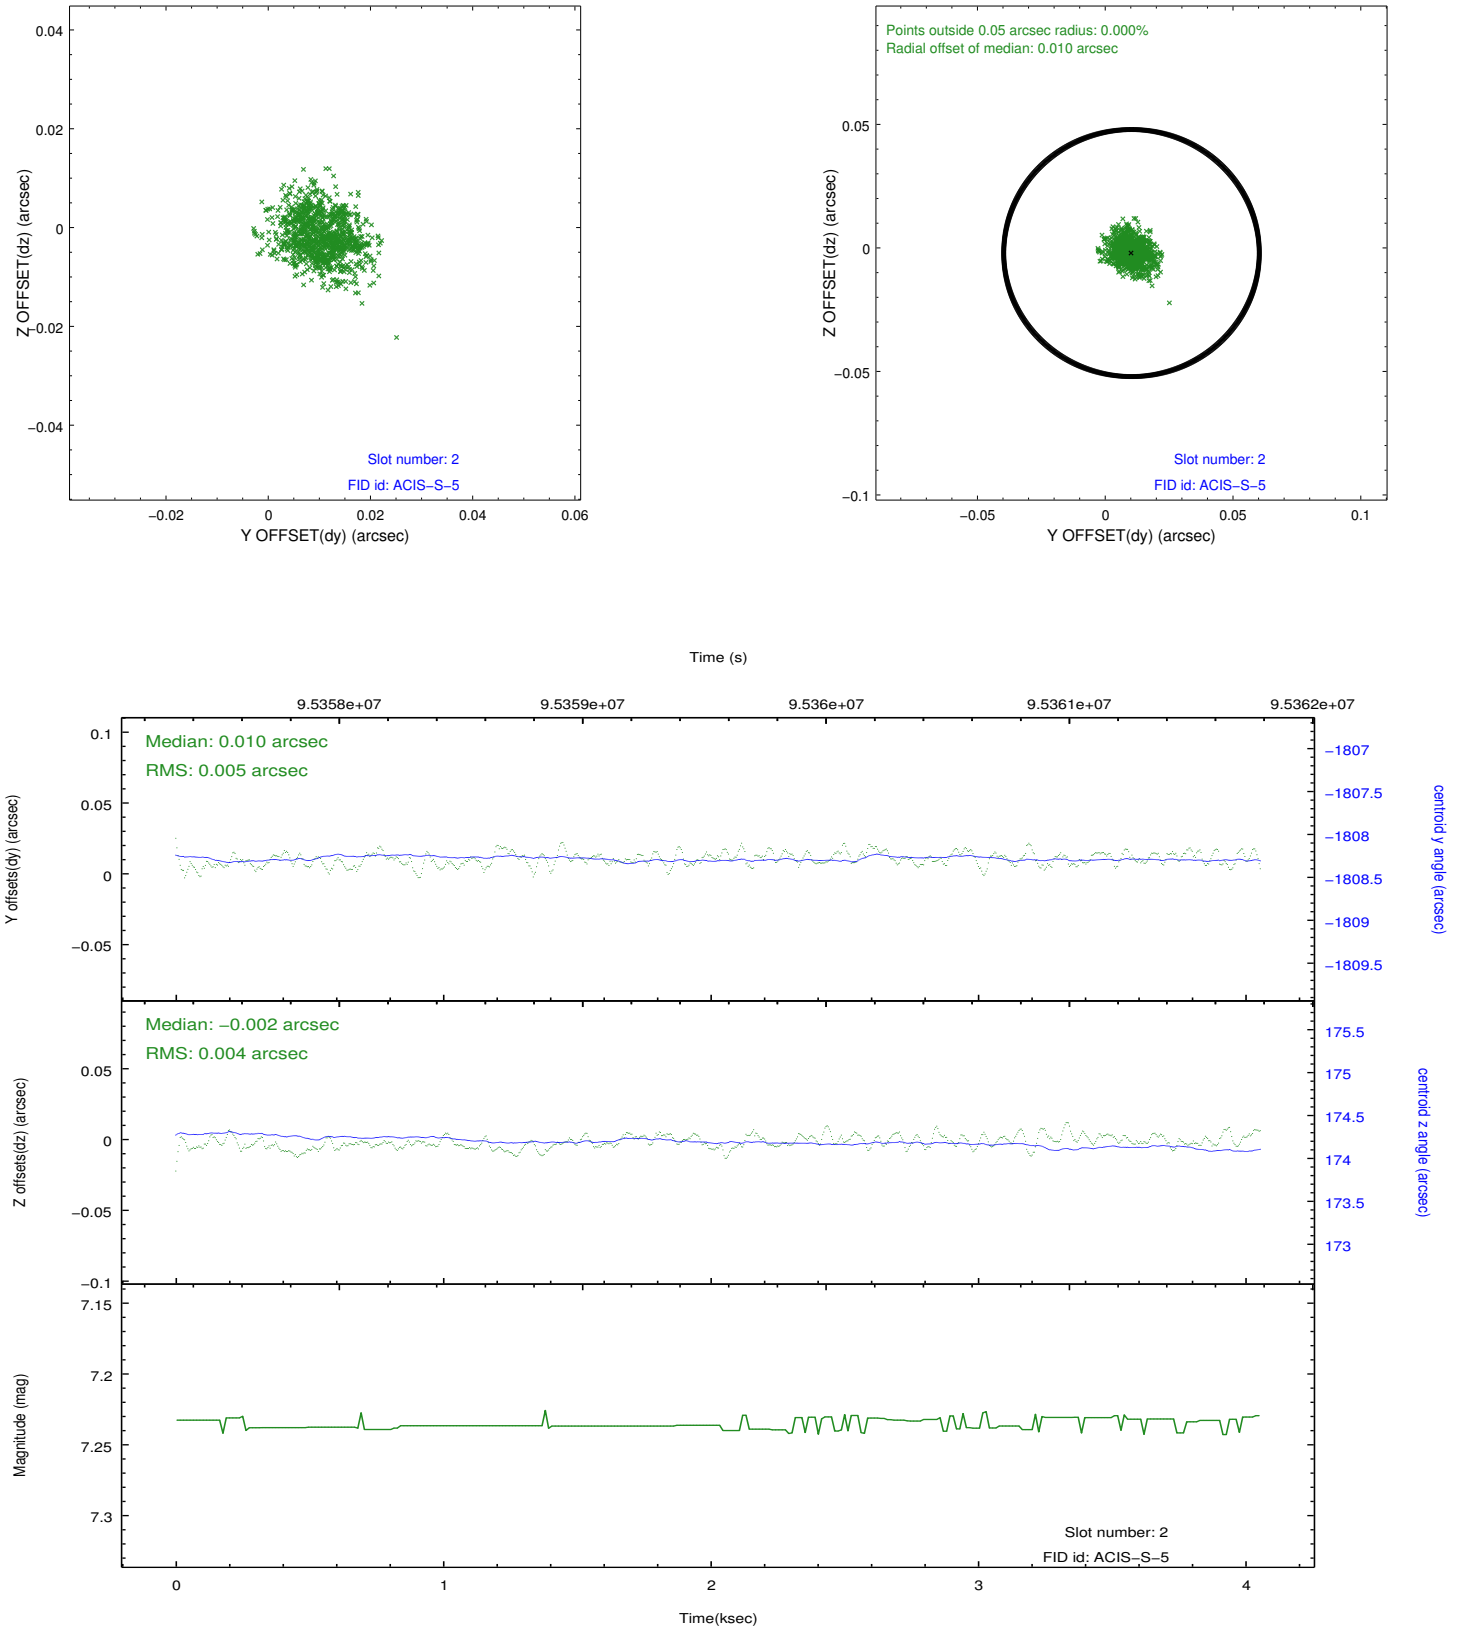 0.04
0.02
0
−0.02
−0.04
Z OFFSET(dz) (arcsec)
Slot number: 2
FID id: ACIS−S−5
−0.02 0 0.02 0.04 0.06
Y OFFSET(dy) (arcsec)
Points outside 0.05 arcsec radius: 0.000%
Radial offset of median: 0.010 arcsec
0.05
0
−0.05
−0.1
Z OFFSET(dz) (arcsec)
Slot number: 2
FID id: ACIS−S−5
−0.05 0 0.05 0.1
Y OFFSET(dy) (arcsec)
Time (s)
9.5358e+07 9.5359e+07 9.536e+07 9.5361e+07 9.5362e+07
Median: 0.010 arcsec
RMS: 0.005 arcsec
0.1
0.05
0
−0.05
Y offsets(dy) (arcsec)
−1807
−1807.5
−1808
−1808.5
−1809
−1809.5
centroid y angle (arcsec)
Median: −0.002 arcsec
RMS: 0.004 arcsec
0.05
0
−0.05
−0.1
Z offsets(dz) (arcsec)
175.5
175
174.5
174
173.5
173
centroid z angle (arcsec)
7.15
7.2
7.25
7.3
Magnitude (mag)
Slot number: 2
FID id: ACIS−S−5
0 1 2 3 4
Time(ksec)